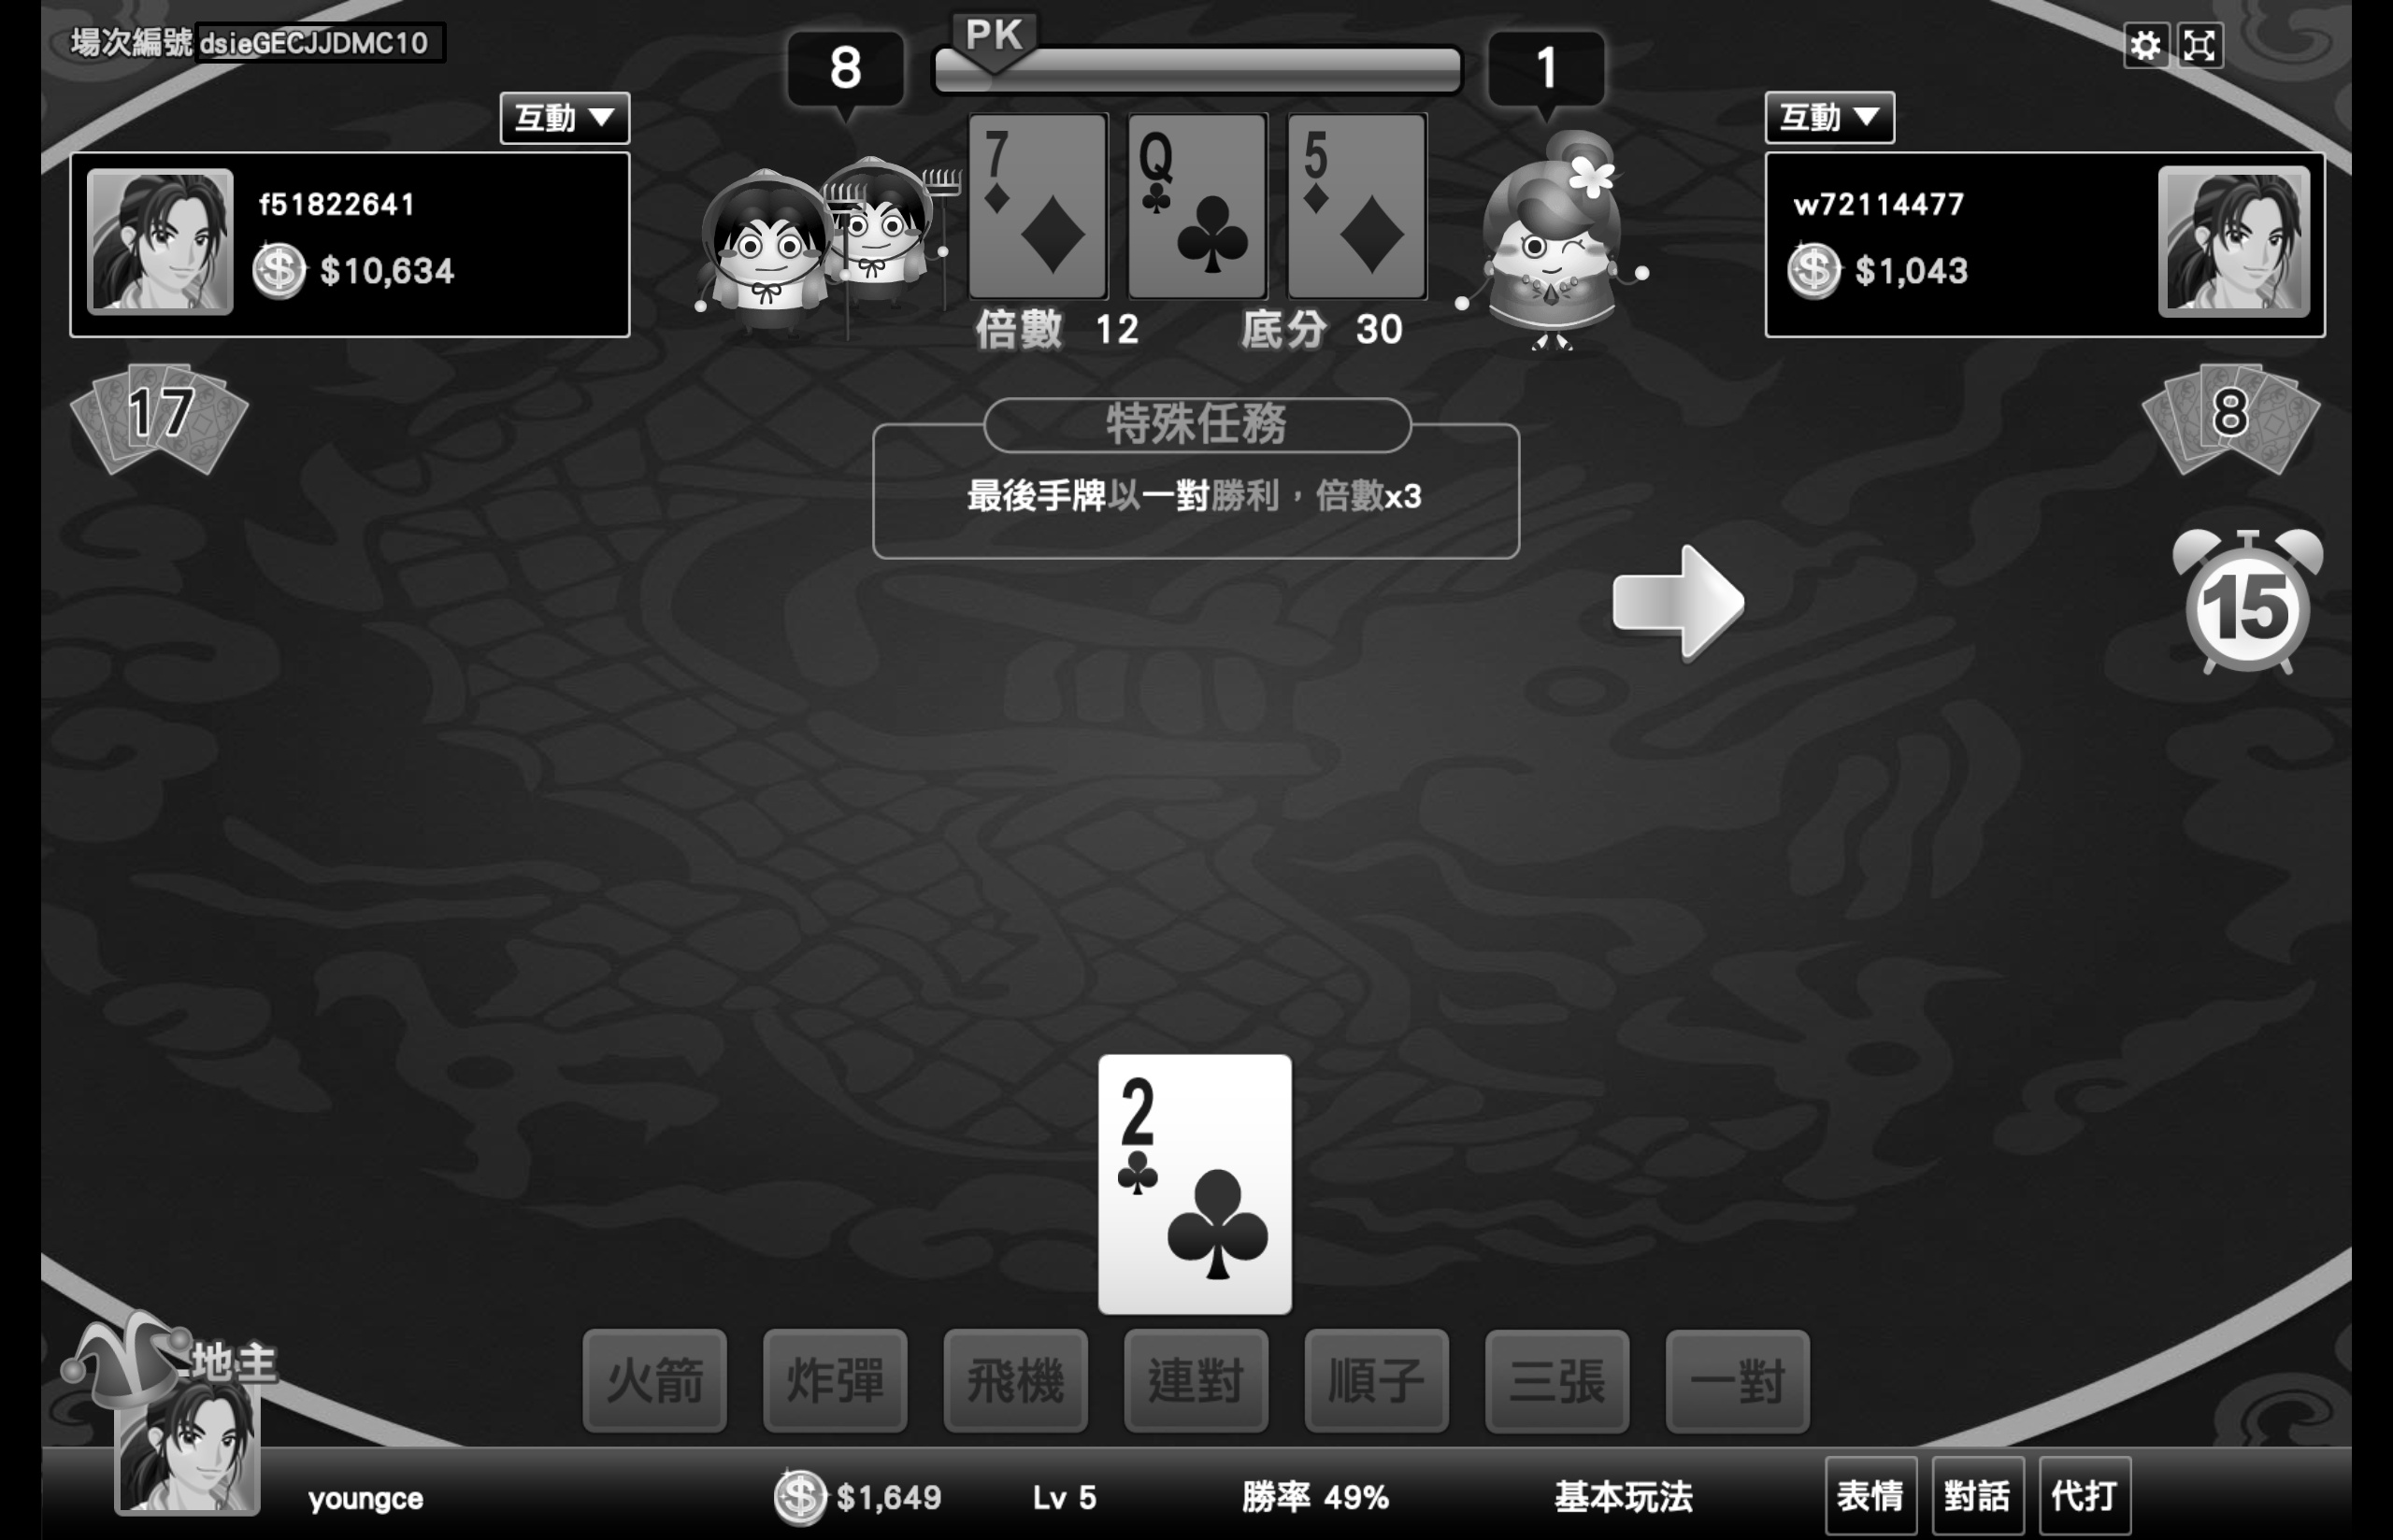 場次編號 dsieGECJJDMC10
8
PK
1
互動 ▼
互動 ▼
f51822641
$10,634
7
Q
5
w72114477
$1,043
倍數 12 底分 30
17
8
特殊任務
最後手牌以一對勝利，倍數x3
15
2
地主
火箭 炸彈 飛機 連對 順子 三張 一對
youngce $1,649 Lv 5 勝率 49% 基本玩法 表情 對話 代打